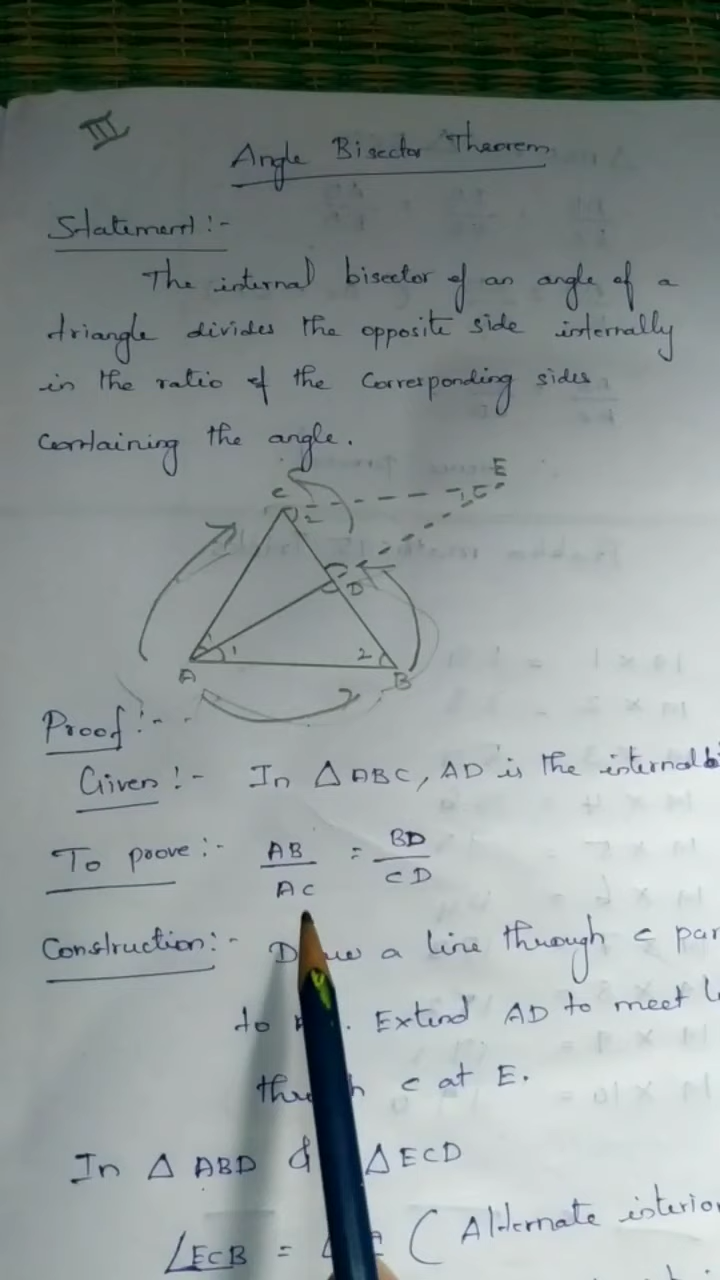 III
Angle Bisector Theorem
Statement:-
The internal bisector of an angle of a
triangle divides the opposite side internally
in the ratio of the corresponding sides
containing the angle.
E
C
2
D
1
2
A
B
Proof:-
Given:- In △ABC, AD is the internal
To prove:- AB/AC = BD/CD
Construction:- a line through C
to Extend AD to meet
C at E.
In △ ABD & △ECD
∠ECB = ( Alternate